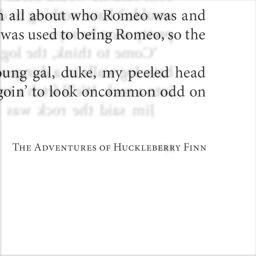 n all about who Romeo was and
was used to being Romeo, so the
oung gal, duke, my peeled head
goin’ to look oncommon odd on
The Adventures of Huckleberry Finn